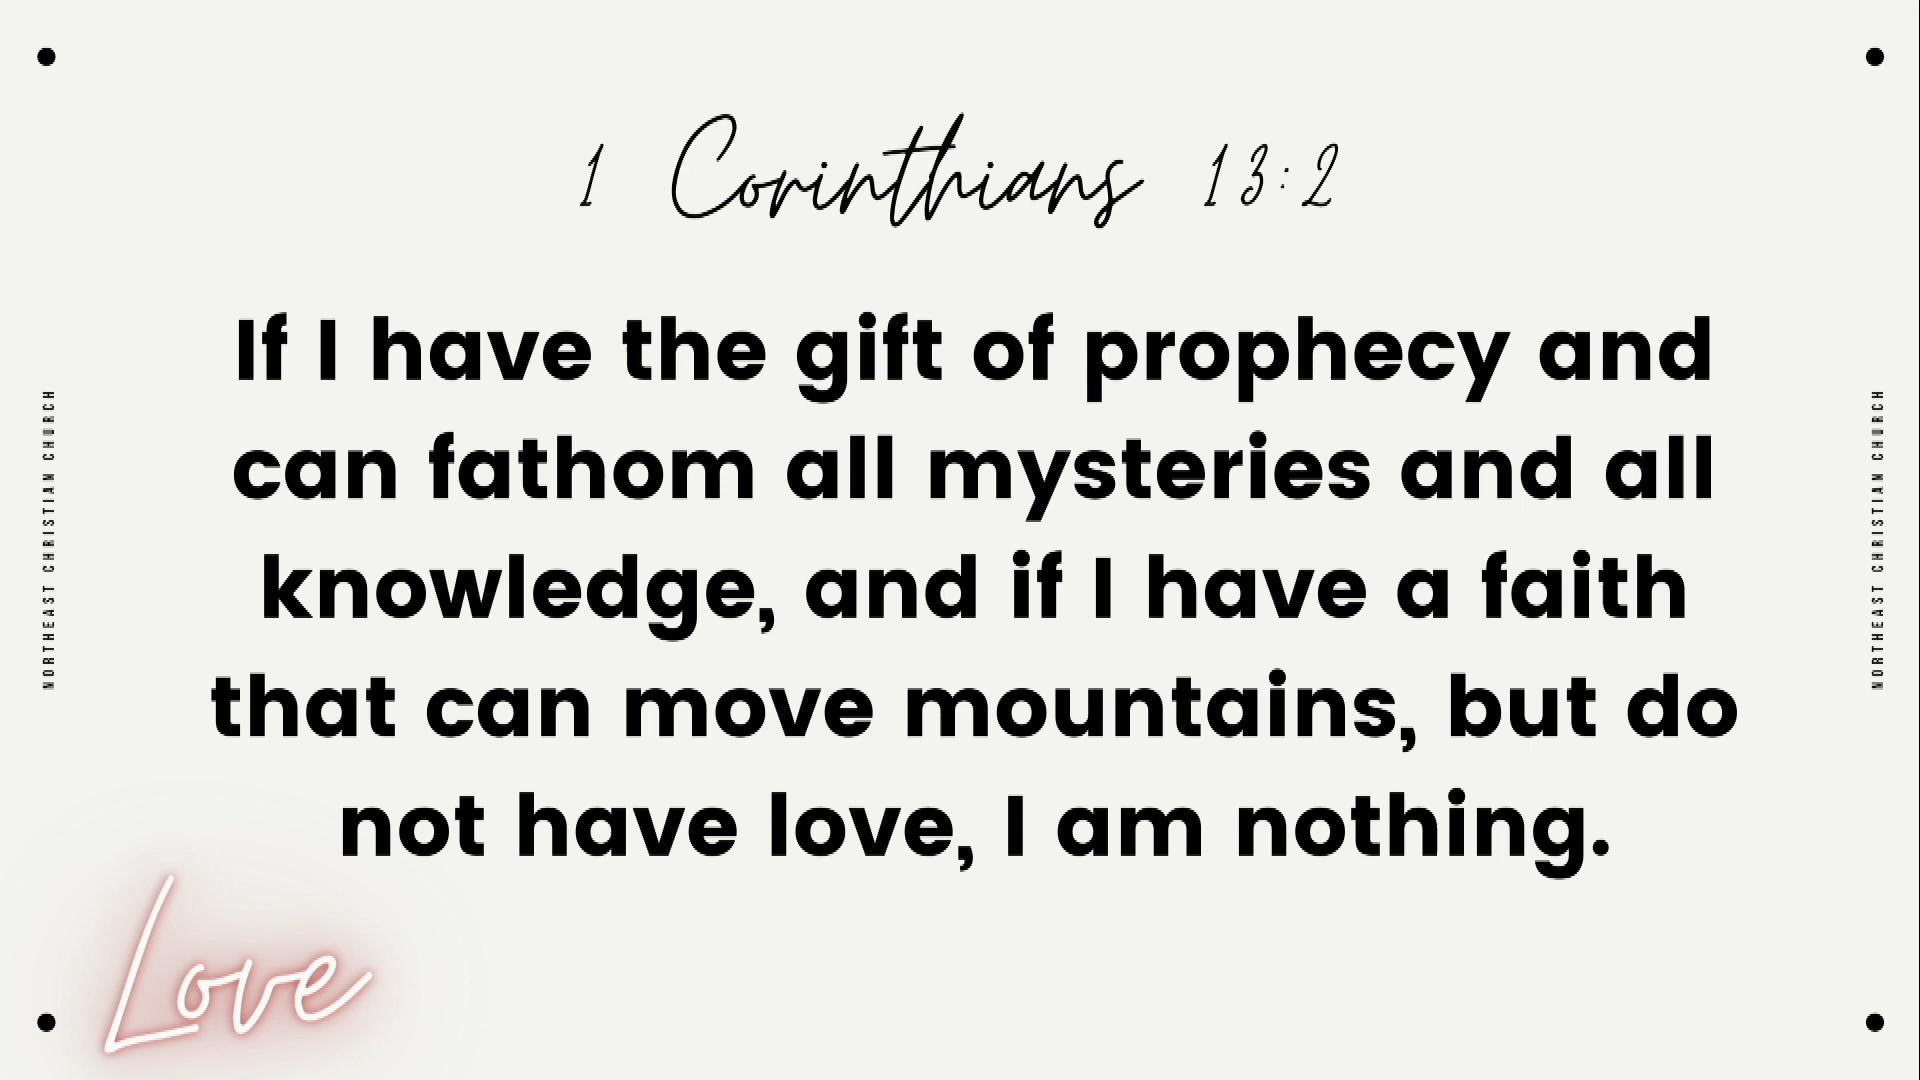 1 Corinthians 13:2
If I have the gift of prophecy and
can fathom all mysteries and all
knowledge, and if I have a faith
that can move mountains, but do
not have love, I am nothing.
NORTHEAST CHRISTIAN CHURCH
NORTHEAST CHRISTIAN CHURCH
Love